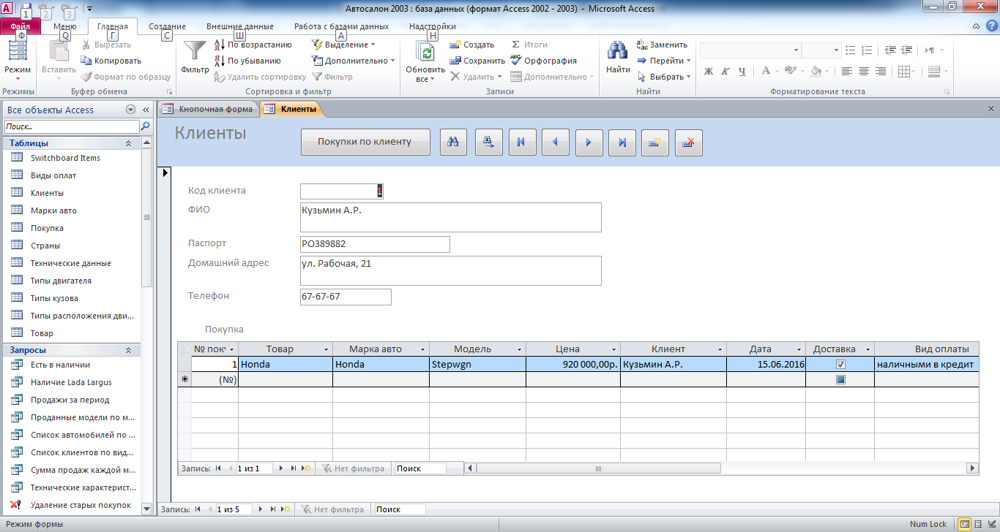 Автосалон 2003 : база данных (формат Access 2002 - 2003) - Microsoft Access
1 2 3
Файл Меню Главная Создание Внешние данные Работа с базами данных Надстройки
Ф Q Г С Ш А Н
Режим
Режимы
Вставить
Вырезать
Копировать
Формат по образцу
Буфер обмена
Фильтр
По возрастанию
По убыванию
Удалить сортировку
Выделение
Дополнительно
Фильтр
Сортировка и фильтр
Обновить все
Создать
Сохранить
Удалить
Итоги
Орфография
Дополнительно
Записи
Найти
Заменить
Перейти
Выбрать
Найти
Ж К Ч А
Форматирование текста
Все объекты Access
Поиск...
Таблицы
Switchboard Items
Виды оплат
Клиенты
Марки авто
Покупка
Страны
Технические данные
Типы двигателя
Типы кузова
Типы расположения дви...
Товар
Запросы
Есть в наличии
Наличие Lada Largus
Продажи за период
Проданные модели по м...
Список автомобилей по ...
Список клиентов по вид...
Сумма продаж каждой м...
Технические характерист...
Удаление старых покупок
Кнопочная форма Клиенты
Клиенты
Покупки по клиенту
Код клиента 1
ФИО Кузьмин А.Р.
Паспорт РО389882
Домашний адрес ул. Рабочая, 21
Телефон 67-67-67
Покупка
№ пок Товар Марка авто Модель Цена Клиент Дата Доставка Вид оплаты
1 Honda Honda Stepwgn 920 000,00р. Кузьмин А.Р. 15.06.2016 наличными в кредит
(№)
Запись: 1 из 1 Нет фильтра Поиск
Запись: 1 из 5 Нет фильтра Поиск
Режим формы Num Lock